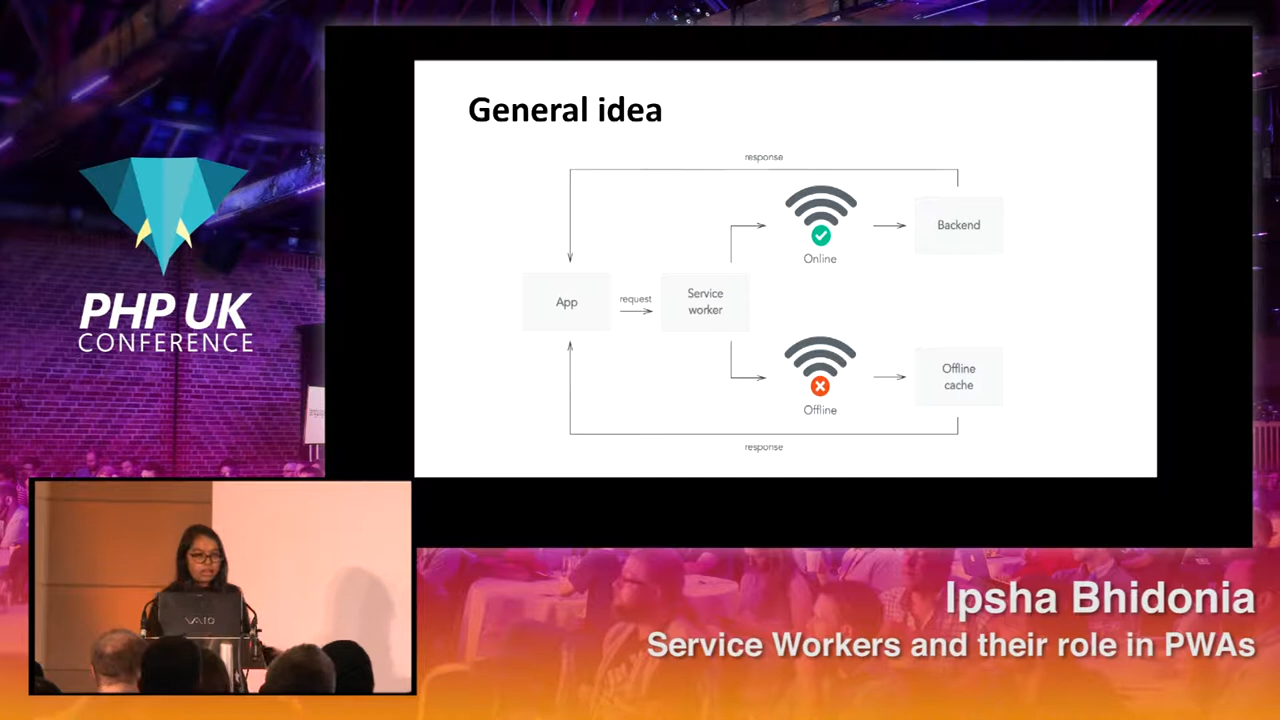 General idea
response
Online
Backend
App
request
Service
worker
Offline
Offline
cache
response
PHP UK
CONFERENCE
VAIO
Ipsha Bhidonia
Service Workers and their role in PWAs